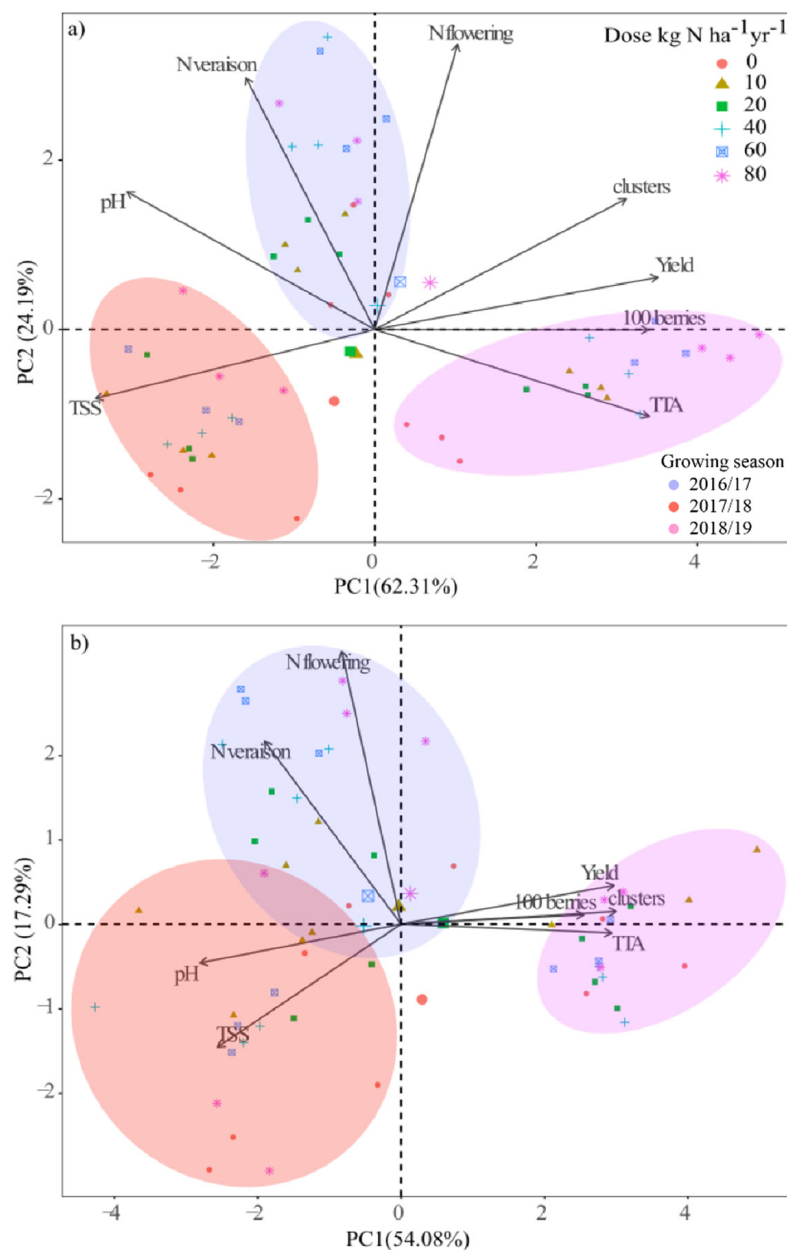 a)
N flowering
N veraison
pH
clusters
Yield
100 berries
TTA
TSS
Dose kg N ha⁻¹yr⁻¹
0
10
20
40
60
80
Growing season
2016/17
2017/18
2018/19
2
0
−2
PC2 (24.19%)
−2 0 2 4
PC1(62.31%)
b)
N flowering
N veraison
Yield
100 berries clusters
TTA
pH
TSS
2
0
−1
−2
PC2 (17.29%)
−4 −2 0 2 4
PC1(54.08%)